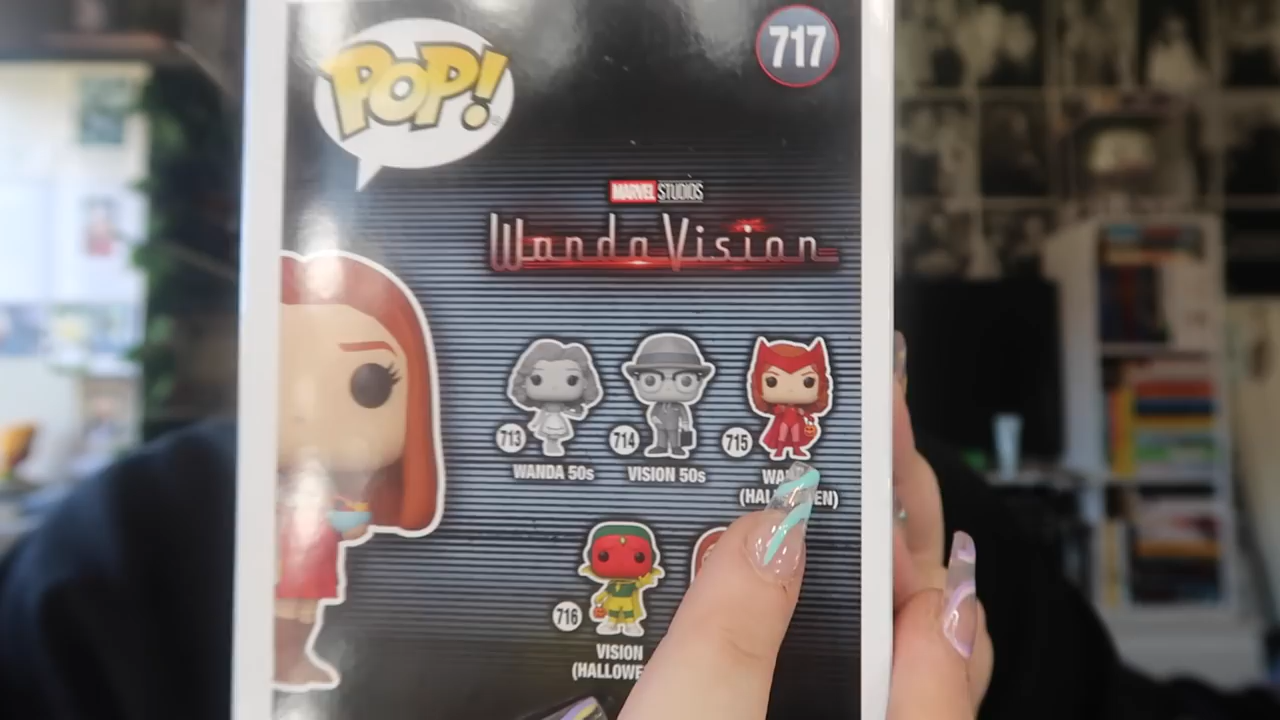 POP!
717
MARVEL STUDIOS
WandaVision
713
714
715
WANDA 50s
VISION 50s
716
VISION